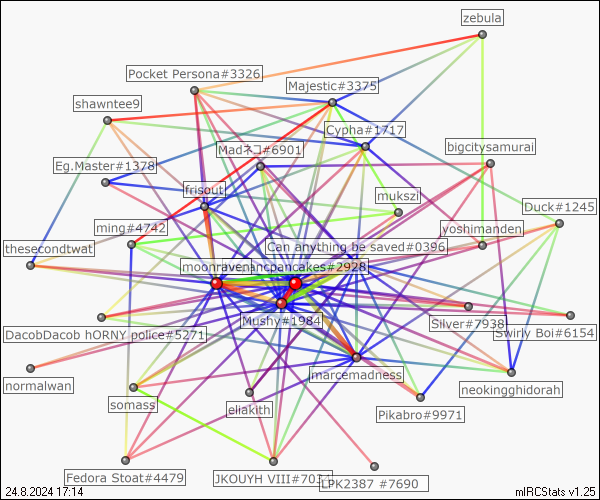 zebula
Pocket Persona#3326
Majestic#3375
shawntee9
Cypha#1717
Madネコ#6901
bigcitysamurai
Eg.Master#1378
frisout
mukszi
Duck#1245
ming#4742
yoshimanden
thesecondtwat
Can anything be saved#0396
moonraven
ancpancakes#2928
Mushy#1984
Silver#7938
Swirly Boi#6154
DacobDacob hORNY police#5271
marcemadness
normalwan
neokingghidorah
somass
eliakith
Pikabro#9971
Fedora Stoat#4479
JKOUYH VIII#7034
LPK2387 #7690
24.8.2024 17:14
mIRCStats v1.25